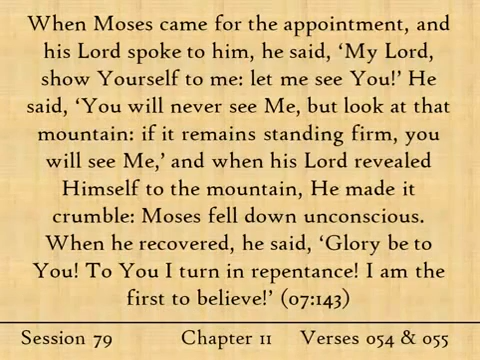 When Moses came for the appointment, and
his Lord spoke to him, he said, ‘My Lord,
show Yourself to me: let me see You!’ He
said, ‘You will never see Me, but look at that
mountain: if it remains standing firm, you
will see Me,’ and when his Lord revealed
Himself to the mountain, He made it
crumble: Moses fell down unconscious.
When he recovered, he said, ‘Glory be to
You! To You I turn in repentance! I am the
first to believe!’ (07:143)
Session 79 Chapter 11 Verses 054 & 055